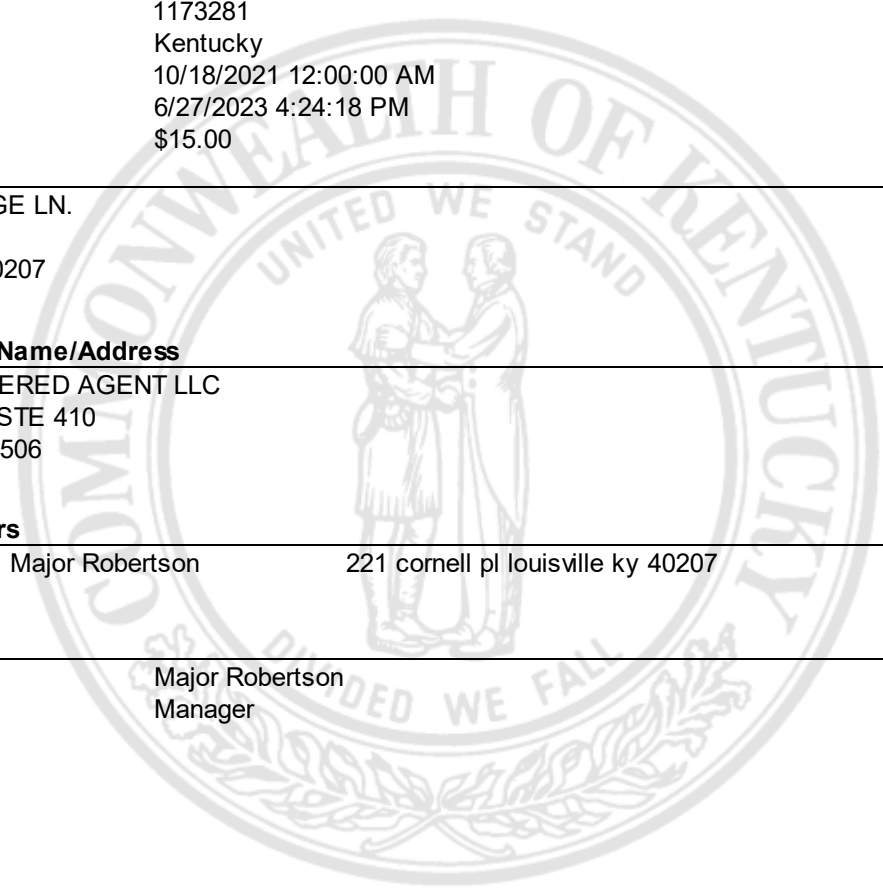 1173281
Kentucky
10/18/2021 12:00:00 AM
6/27/2023 4:24:18 PM
$15.00
GE LN.
0207
Name/Address
ERED AGENT LLC
STE 410
506
rs
Major Robertson 221 cornell pl louisville ky 40207
Major Robertson
Manager
COMMONWEALTH OF KENTUCKY
UNITED WE STAND
DIVIDED WE FALL